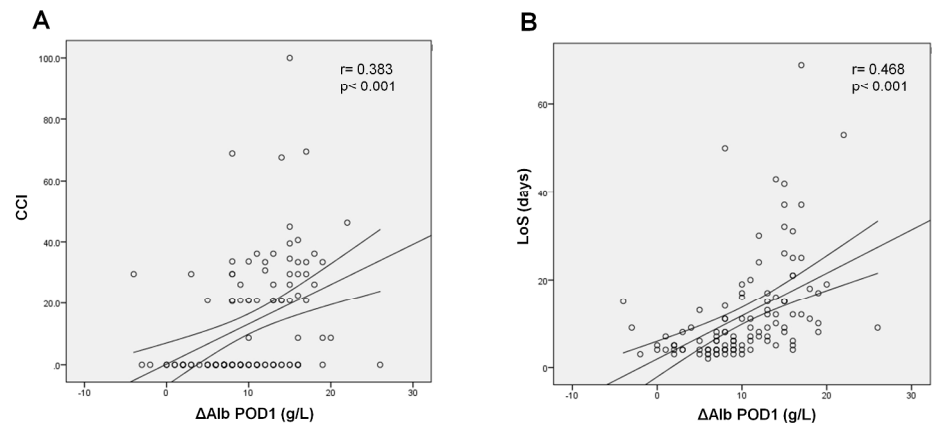 A
B
r= 0.383
p< 0.001
r= 0.468
p< 0.001
CCI
100.0
80.0
60.0
40.0
20.0
.0
-10
0
10
20
30
ΔAlb POD1 (g/L)
LoS (days)
60
40
20
0
-10
0
10
20
30
ΔAlb POD1 (g/L)